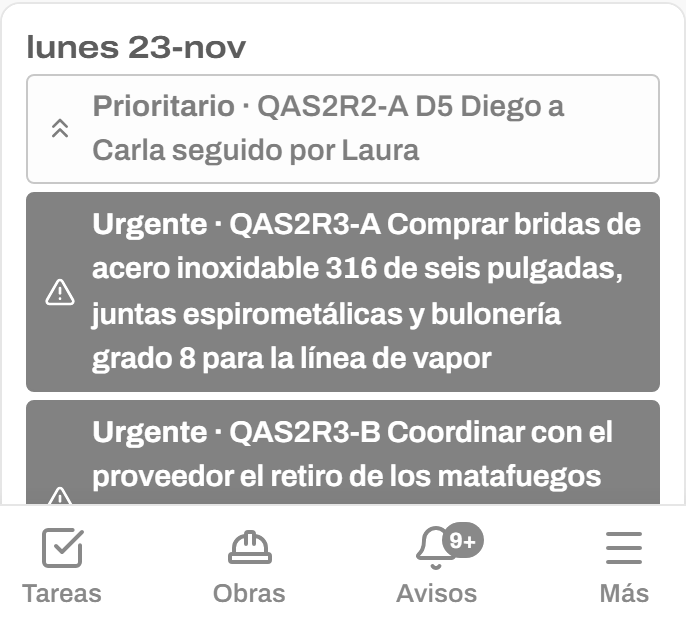 lunes 23-nov
Prioritario · QAS2R2-A D5 Diego a
Carla seguido por Laura
Urgente · QAS2R3-A Comprar bridas de
acero inoxidable 316 de seis pulgadas,
juntas espirometálicas y bulonería
grado 8 para la línea de vapor
Urgente · QAS2R3-B Coordinar con el
proveedor el retiro de los matafuegos
9+
Tareas Obras Avisos Más